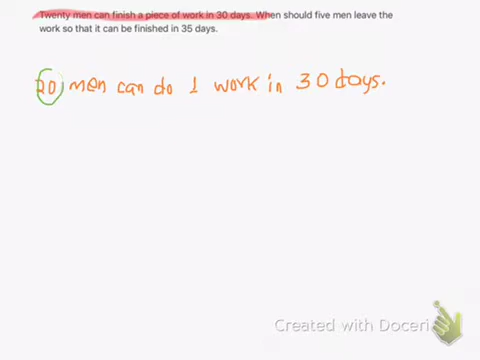 Twenty men can finish a piece of work in 30 days. When should five men leave the
work so that it can be finished in 35 days.
20 men can do 1 work in 30 days.
Created with Doceri